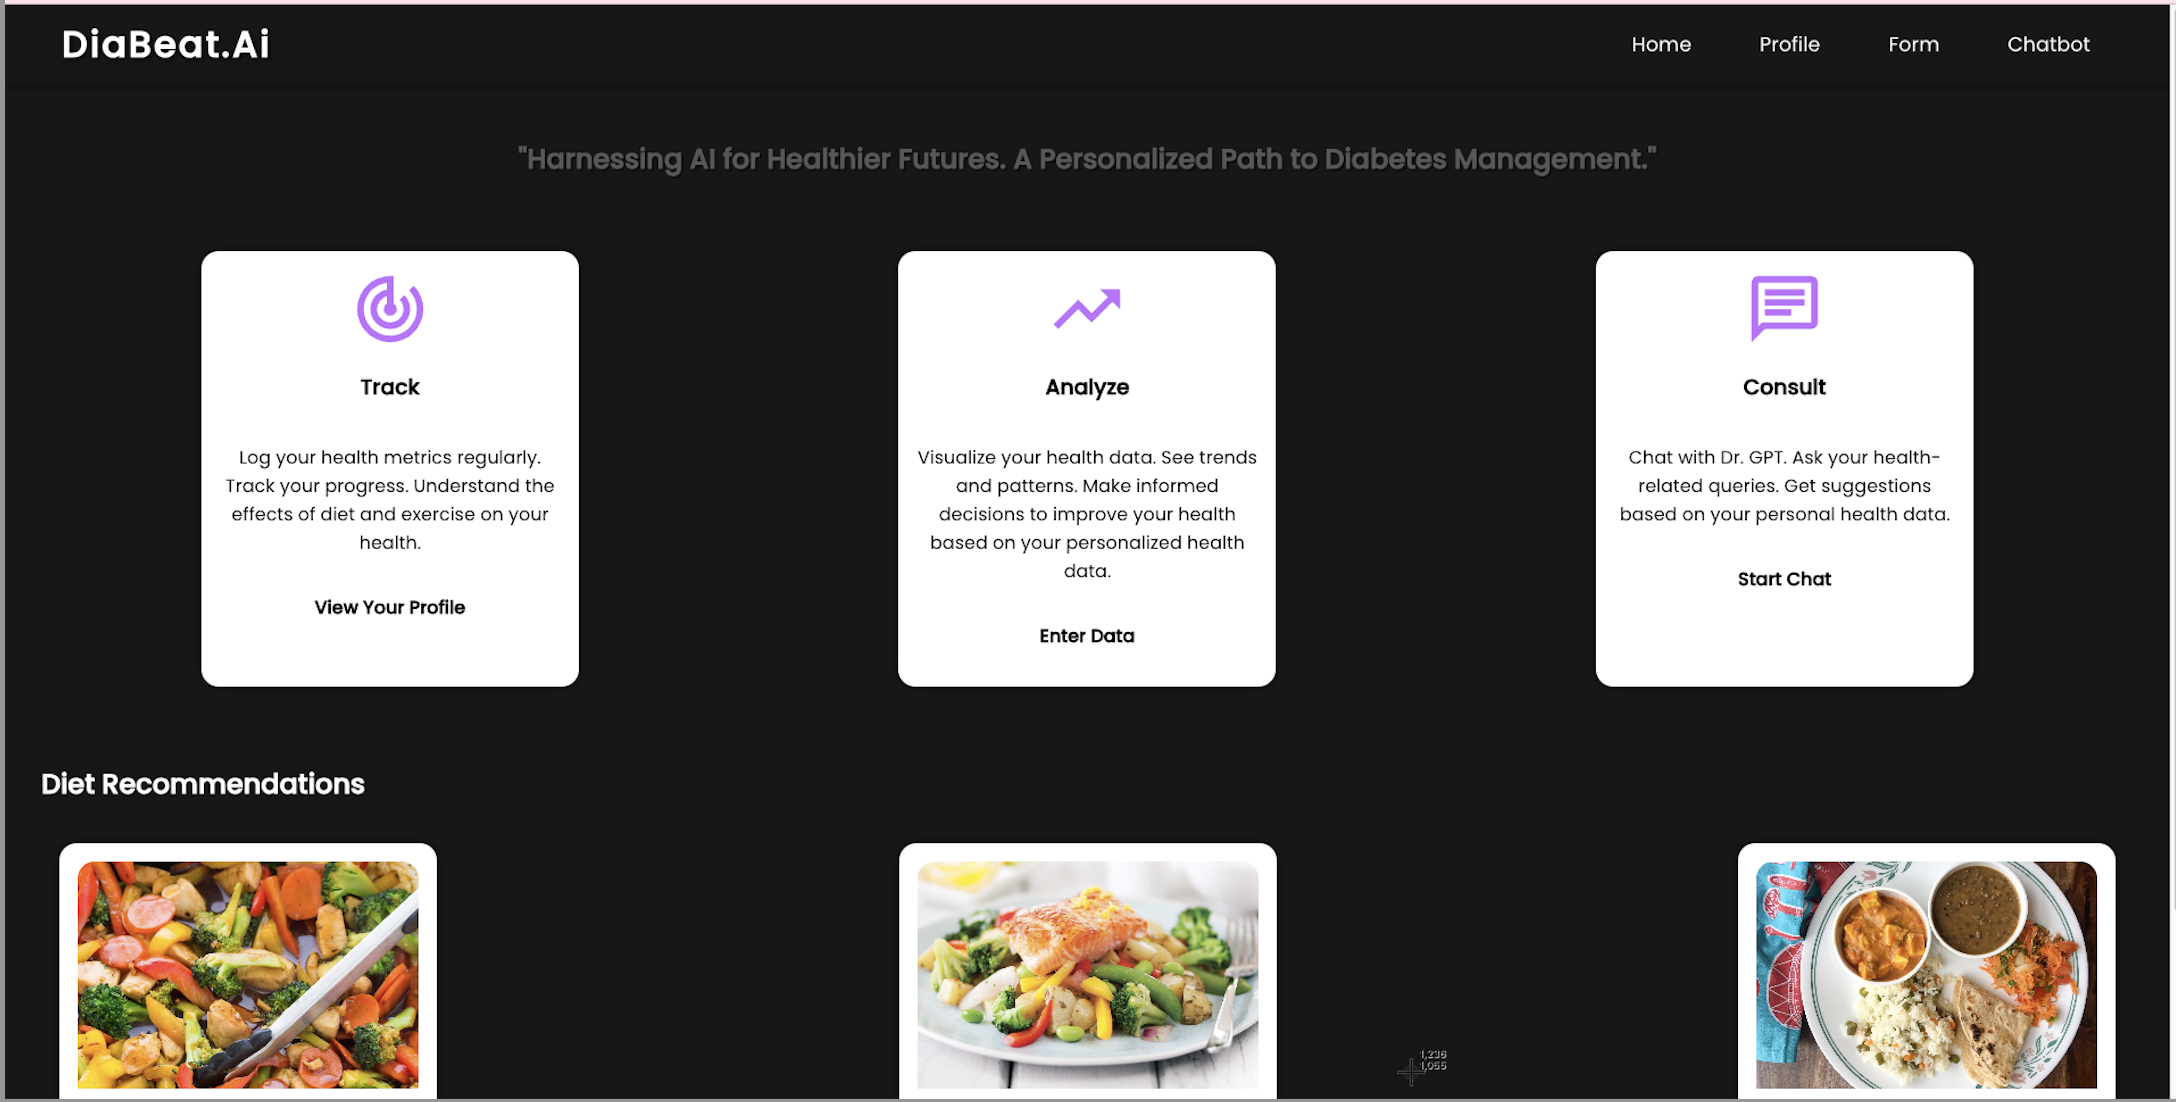 DiaBeat.Ai
Home
Profile
Form
Chatbot
"Harnessing AI for Healthier Futures. A Personalized Path to Diabetes Management."
Track
Log your health metrics regularly.
Track your progress. Understand the
effects of diet and exercise on your
health.
View Your Profile
Analyze
Visualize your health data. See trends
and patterns. Make informed
decisions to improve your health
based on your personalized health
data.
Enter Data
Consult
Chat with Dr. GPT. Ask your health-
related queries. Get suggestions
based on your personal health data.
Start Chat
Diet Recommendations
1,236
1,055